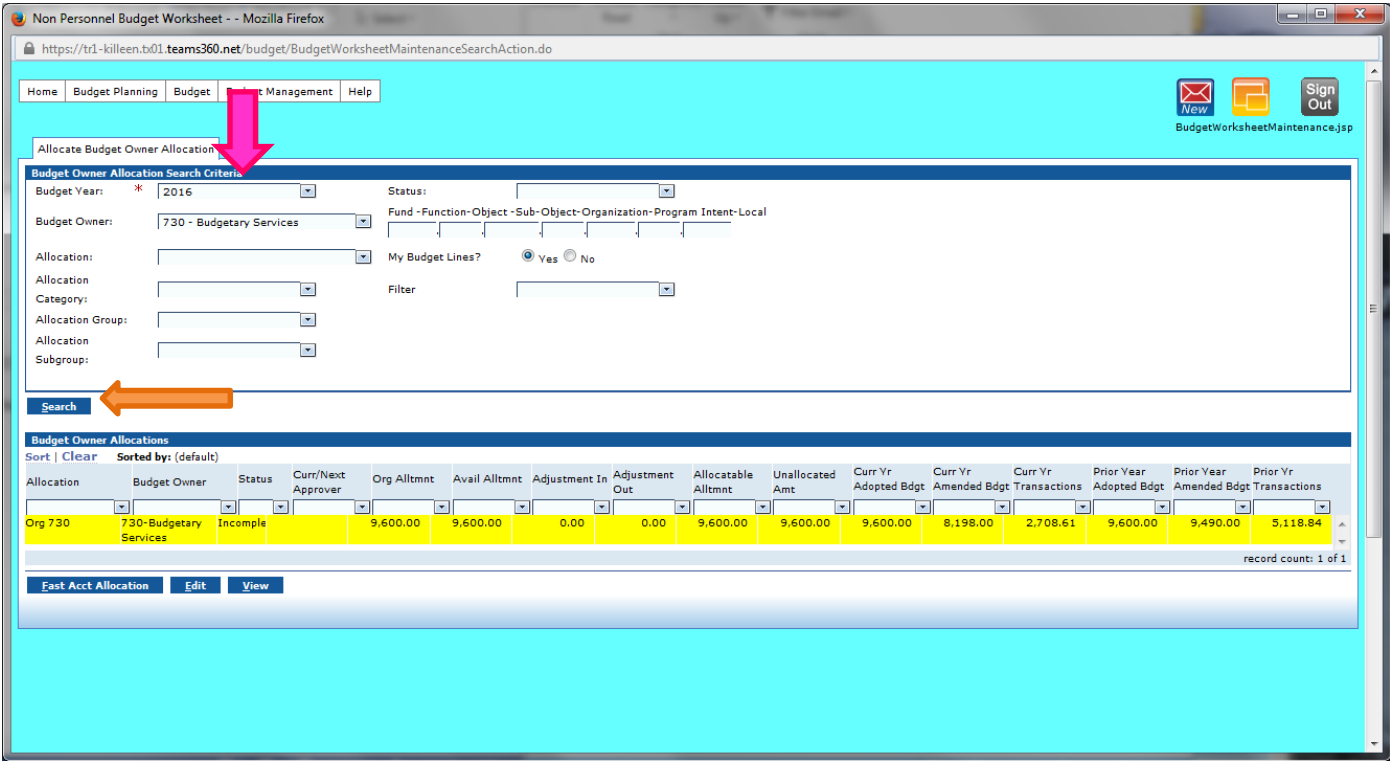 Non Personnel Budget Worksheet - - Mozilla Firefox
https://tr1-killeen.tx01.teams360.net/budget/BudgetWorksheetMaintenanceSearchAction.do
Home Budget Planning Budget Management Help
New
Sign Out
BudgetWorksheetMaintenance.jsp
Allocate Budget Owner Allocation
Budget Owner Allocation Search Criteria
Budget Year: * 2016 Status:
Budget Owner: 730 - Budgetary Services Fund -Function-Object -Sub-Object-Organization-Program Intent-Local
Allocation: My Budget Lines? Yes No
Allocation Category: Filter
Allocation Group:
Allocation Subgroup:
Search
Budget Owner Allocations
Sort | Clear Sorted by: (default)
Allocation Budget Owner Status Curr/Next Approver Org Alltmnt Avail Alltmnt Adjustment In Adjustment Out Allocatable Alltmnt Unallocated Amt Curr Yr Adopted Bdgt Curr Yr Amended Bdgt Curr Yr Transactions Prior Year Adopted Bdgt Prior Year Amended Bdgt Prior Yr Transactions
Org 730 730-Budgetary Services Incomple 9,600.00 9,600.00 0.00 0.00 9,600.00 9,600.00 9,600.00 8,198.00 2,708.61 9,600.00 9,490.00 5,118.84
record count: 1 of 1
Fast Acct Allocation Edit View